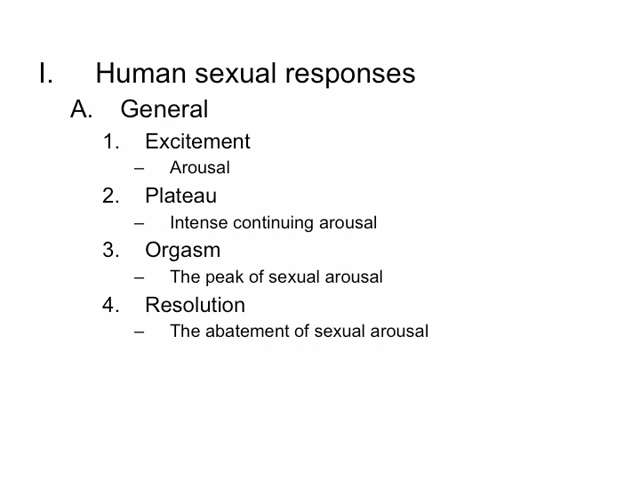 I. Human sexual responses
A. General
1. Excitement
– Arousal
2. Plateau
– Intense continuing arousal
3. Orgasm
– The peak of sexual arousal
4. Resolution
– The abatement of sexual arousal